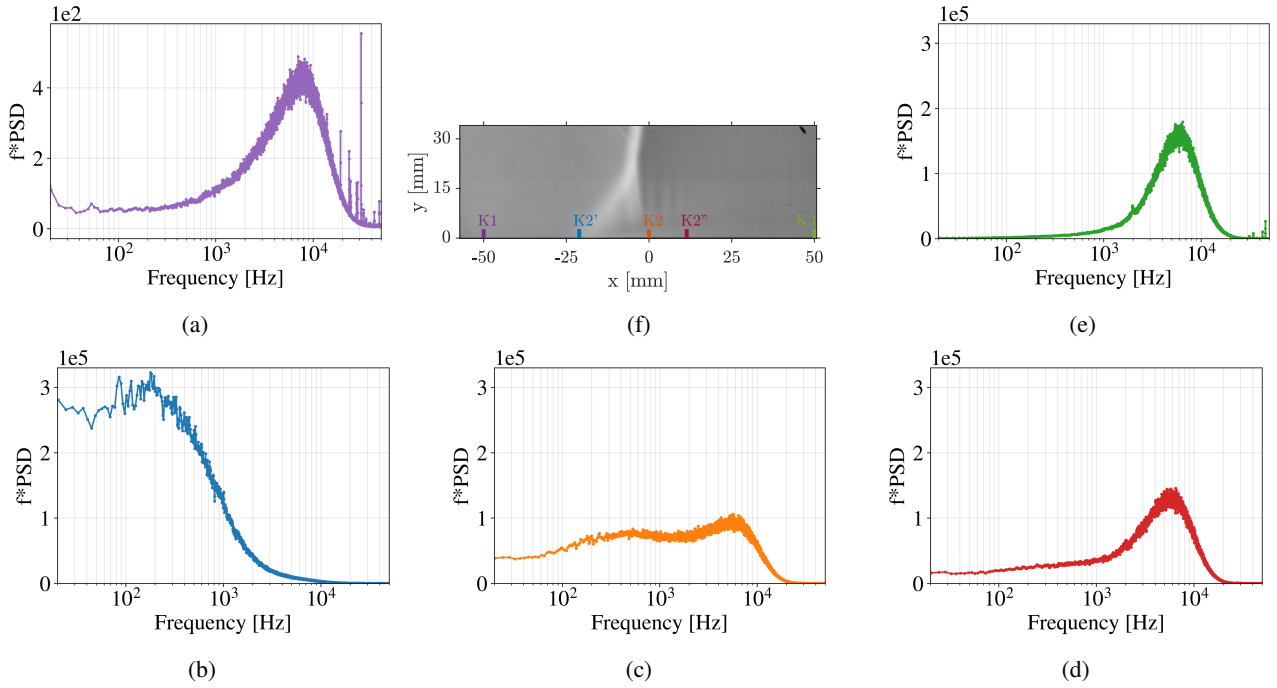 1e2
f*PSD
4
2
0
10²
10³
10⁴
Frequency [Hz]
(a)
y [mm]
30
15
0
K1
K2'
K2
K2"
K3
-50
-25
0
25
50
x [mm]
(f)
1e5
f*PSD
3
2
1
0
10²
10³
10⁴
Frequency [Hz]
(e)
1e5
f*PSD
3
2
1
0
10²
10³
10⁴
Frequency [Hz]
(b)
1e5
f*PSD
3
2
1
0
10²
10³
10⁴
Frequency [Hz]
(c)
1e5
f*PSD
3
2
1
0
10²
10³
10⁴
Frequency [Hz]
(d)